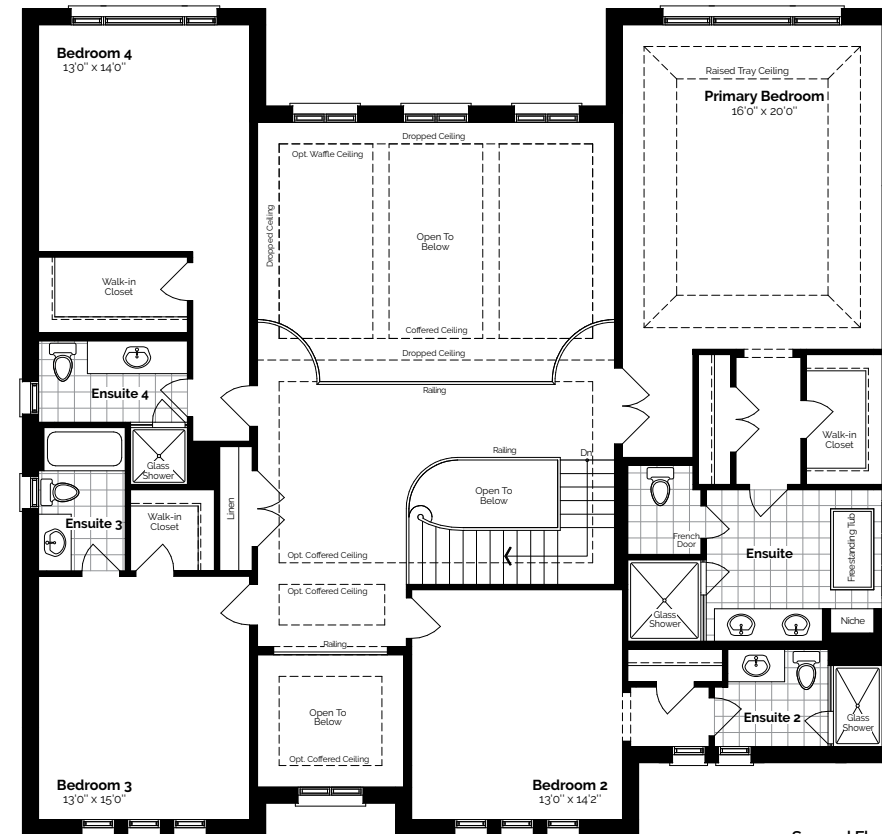 Bedroom 4
13'0" x 14'0"
Raised Tray Ceiling
Primary Bedroom
16'0" x 20'0"
Dropped Ceiling
Opt. Waffle Ceiling
Dropped Ceiling
Open To
Below
Coffered Ceiling
Dropped Ceiling
Railing
Walk-in
Closet
Ensuite 4
Glass
Shower
Walk-in
Closet
Railing
Dn
Open To
Below
Linen
Ensuite 3
Walk-in
Closet
Opt. Coffered Ceiling
French
Door
Ensuite
Freestanding Tub
Opt. Coffered Ceiling
Glass
Shower
Niche
Railing
Open To
Below
Opt. Coffered Ceiling
Ensuite 2
Glass
Shower
Bedroom 3
13'0" x 15'0"
Bedroom 2
13'0" x 14'2"